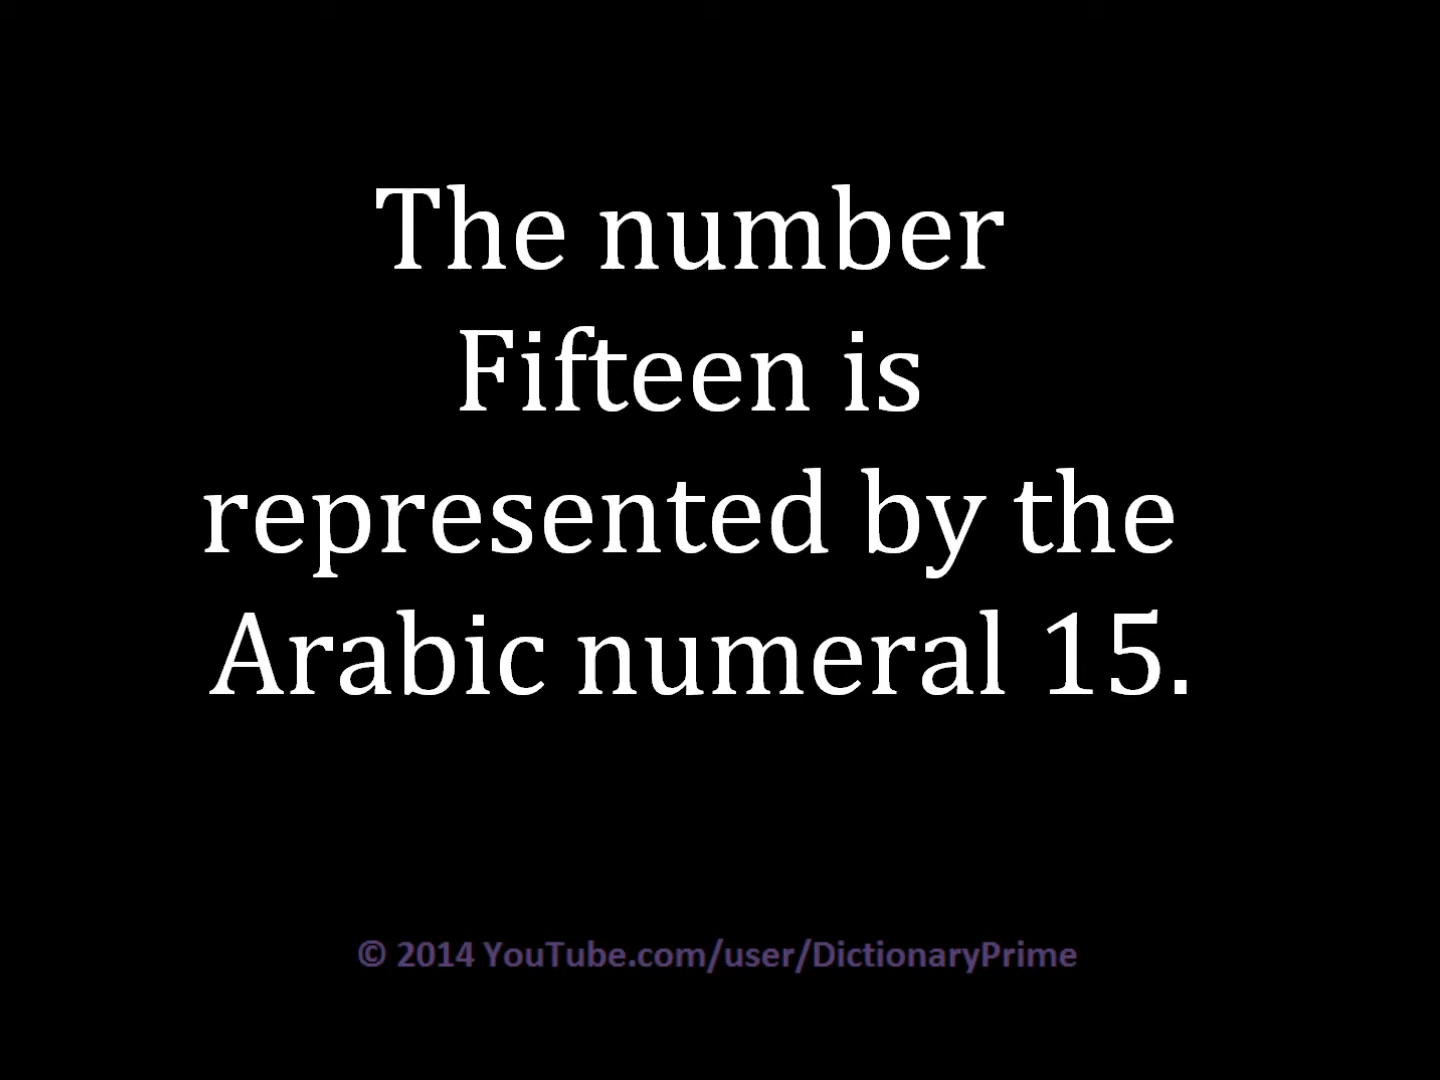 The number
Fifteen is
represented by the
Arabic numeral 15.
© 2014 YouTube.com/user/DictionaryPrime